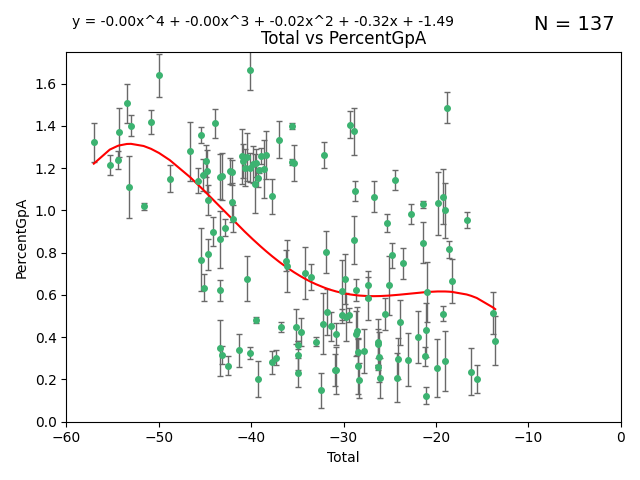 y = -0.00x^4 + -0.00x^3 + -0.02x^2 + -0.32x + -1.49
N = 137
Total vs PercentGpA
PercentGpA
1.6
1.4
1.2
1.0
0.8
0.6
0.4
0.2
0.0
−60 −50 −40 −30 −20 −10 0
Total